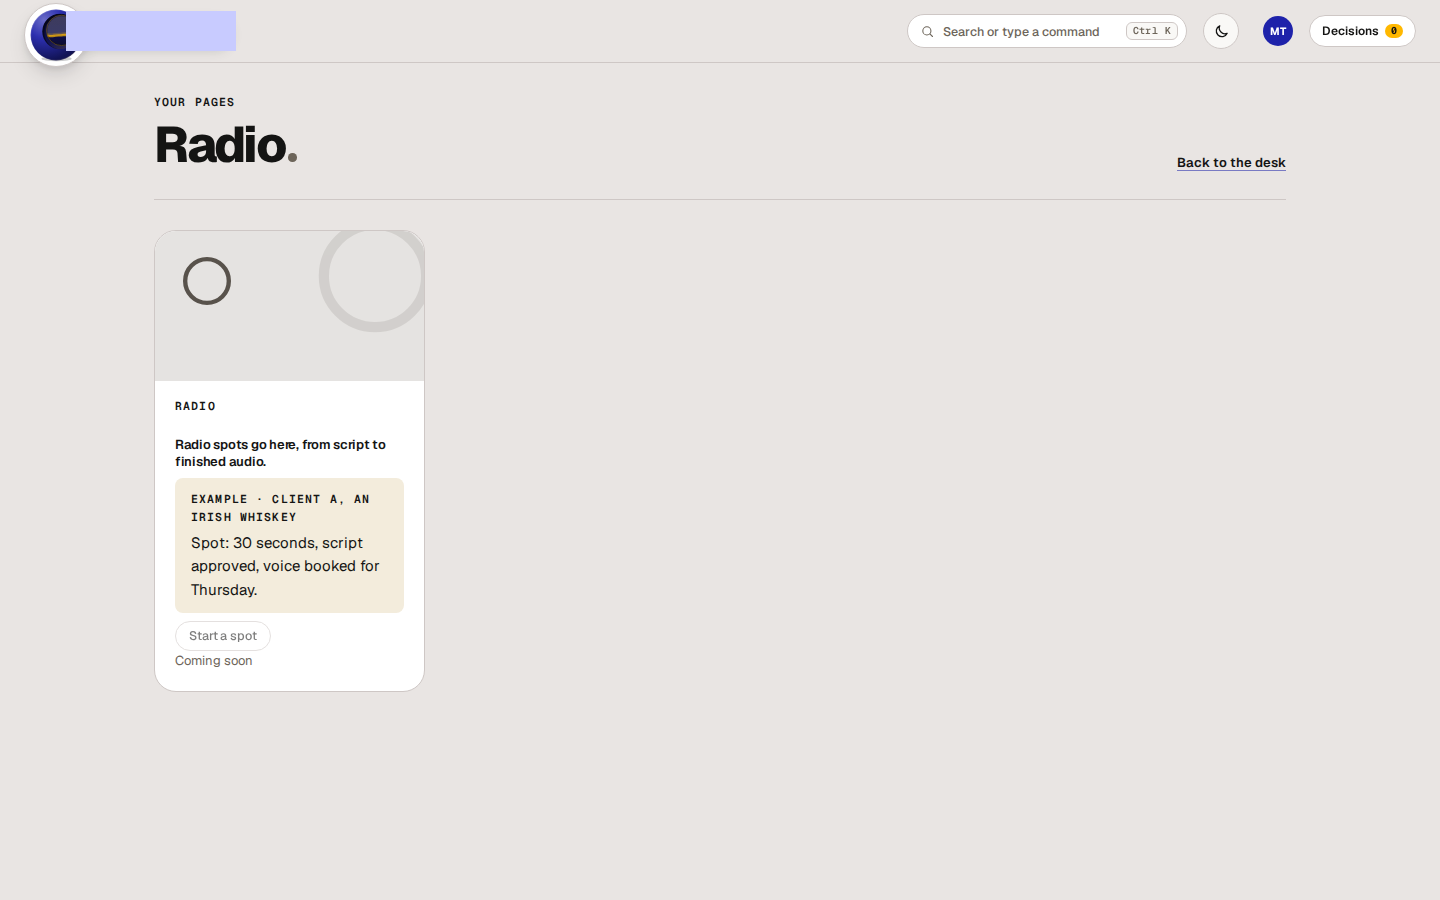 Search or type a command
Ctrl K
MT
Decisions 0
YOUR PAGES
Radio.
Back to the desk
RADIO
Radio spots go here, from script to
finished audio.
EXAMPLE · CLIENT A, AN
IRISH WHISKEY
Spot: 30 seconds, script
approved, voice booked for
Thursday.
Start a spot
Coming soon